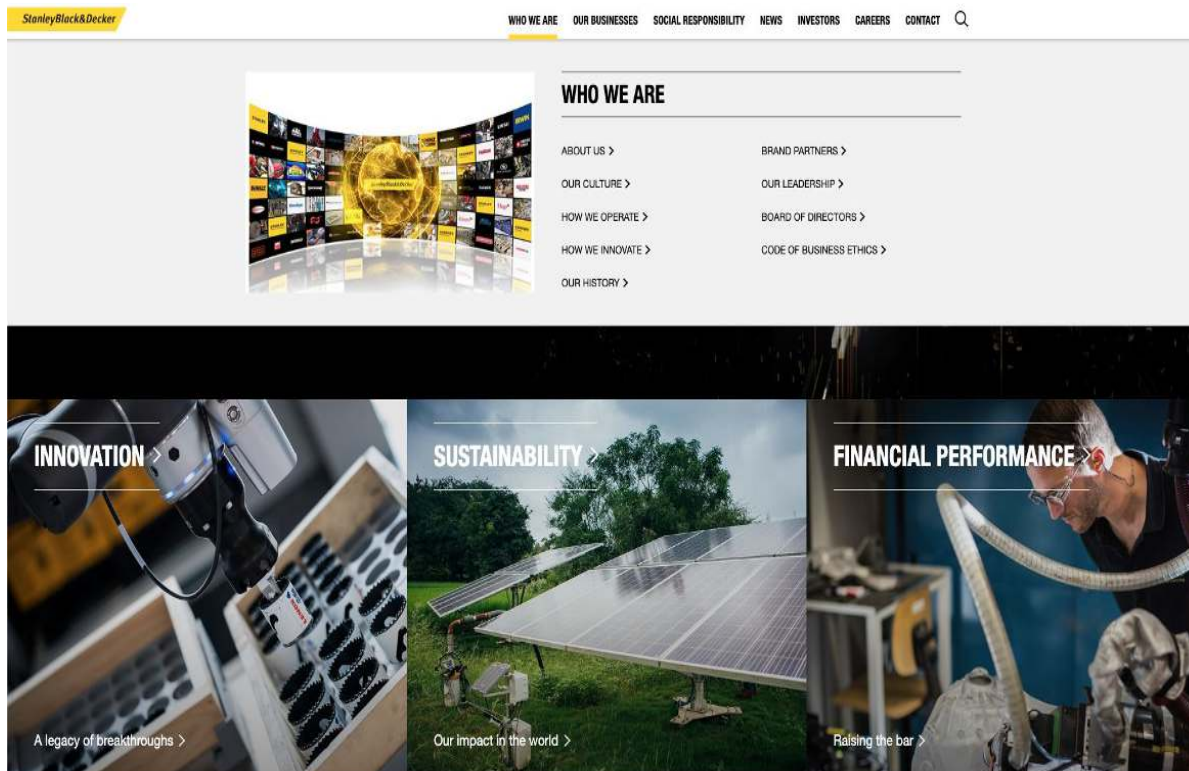 StanleyBlack&Decker
WHO WE ARE OUR BUSINESSES SOCIAL RESPONSIBILITY NEWS INVESTORS CAREERS CONTACT
WHO WE ARE
ABOUT US > BRAND PARTNERS >
OUR CULTURE > OUR LEADERSHIP >
HOW WE OPERATE > BOARD OF DIRECTORS >
HOW WE INNOVATE > CODE OF BUSINESS ETHICS >
OUR HISTORY >
StanleyBlack&Decker
INNOVATION > SUSTAINABILITY > FINANCIAL PERFORMANCE >
A legacy of breakthroughs > Our impact in the world > Raising the bar >